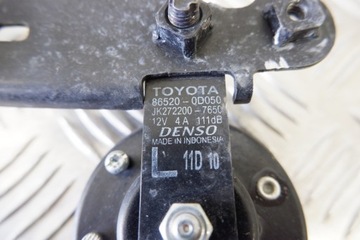 TOYOTA
86520-0D050
JK272200-7650
12V 4A 111dB
DENSO
MADE IN INDONESIA
L 11D 10